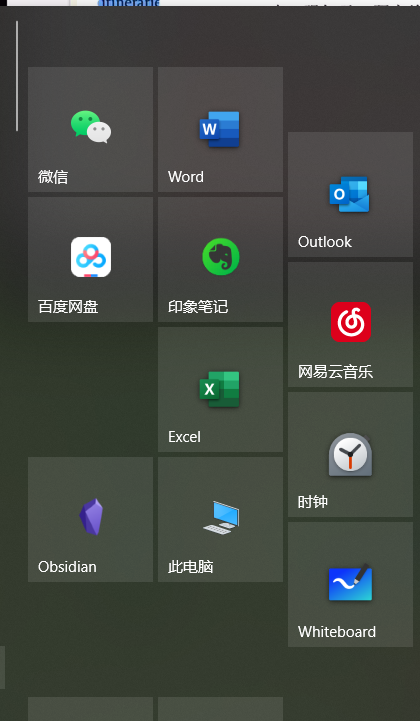 微信
Word
Outlook
百度网盘
印象笔记
网易云音乐
Excel
时钟
Obsidian
此电脑
Whiteboard